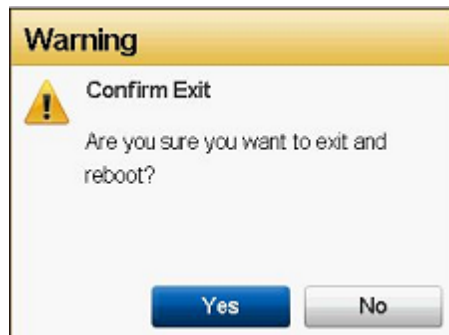 Warning
Confirm Exit
Are you sure you want to exit and
reboot?
Yes
No